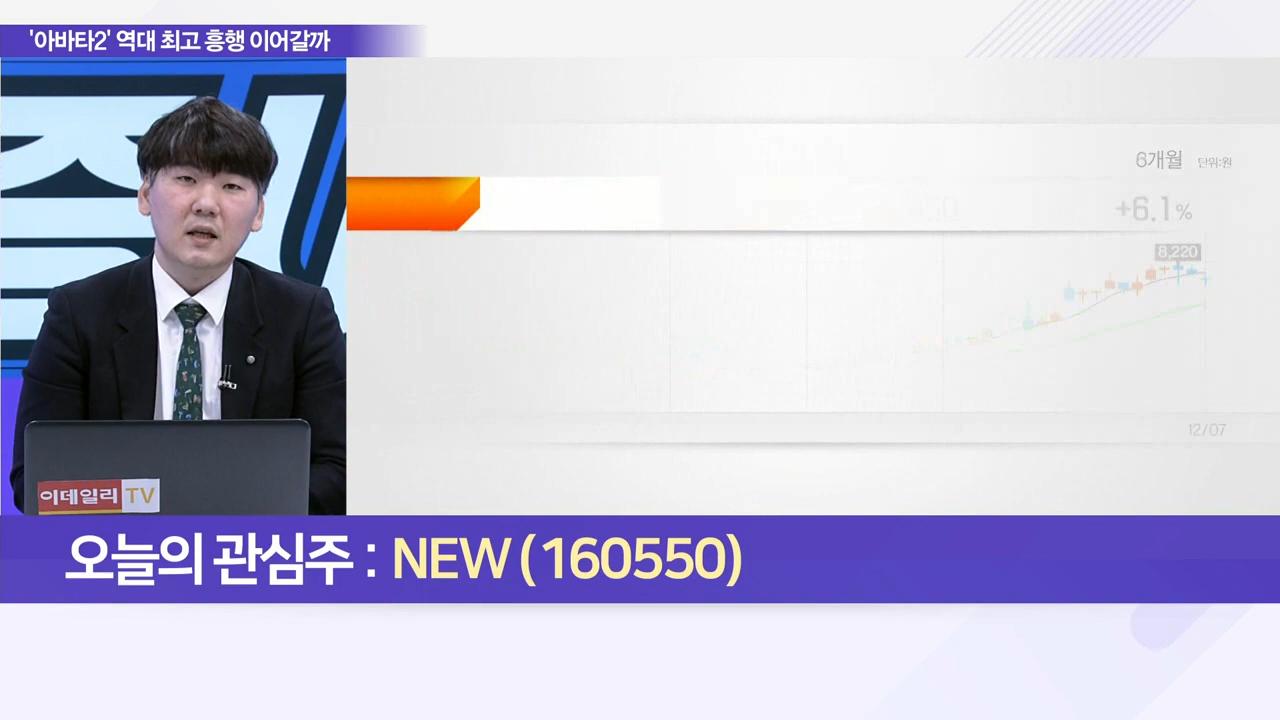 '아바타2' 역대 최고 흥행 이어갈까
6개월 단위:원
+6.1%
8,220
12/07
이데일리TV
오늘의 관심주 : NEW (160550)